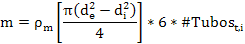 m = ρₘ [π(dₑ² − dᵢ²) / 4] * 6 * #Tubosₜ.ᵢ